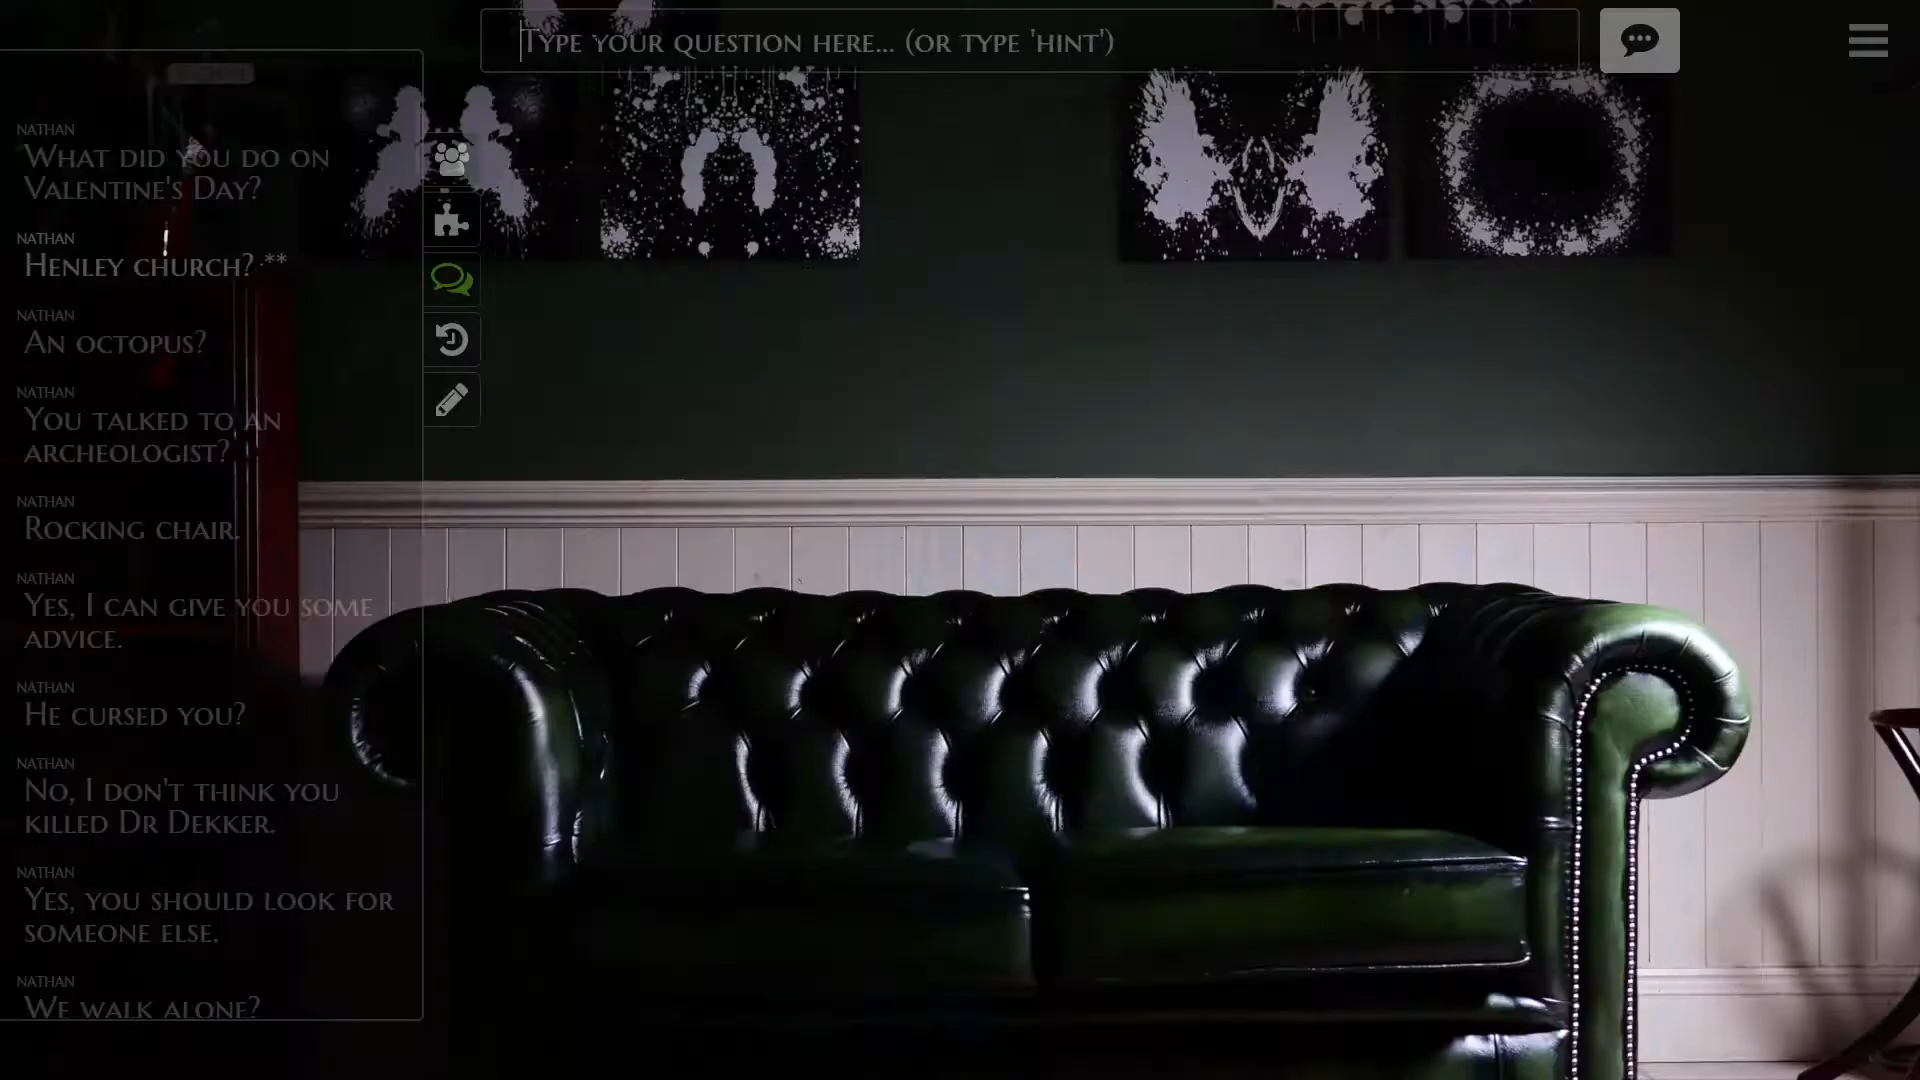 Type your question here... (or type 'hint')
Nathan
What did you do on
Valentine's Day?
Nathan
Henley church? **
Nathan
An octopus?
Nathan
You talked to an
archeologist?
Nathan
Rocking chair.
Nathan
Yes, I can give you some
advice.
Nathan
He cursed you?
Nathan
No, I don't think you
killed Dr Dekker.
Nathan
Yes, you should look for
someone else.
Nathan
We walk alone?